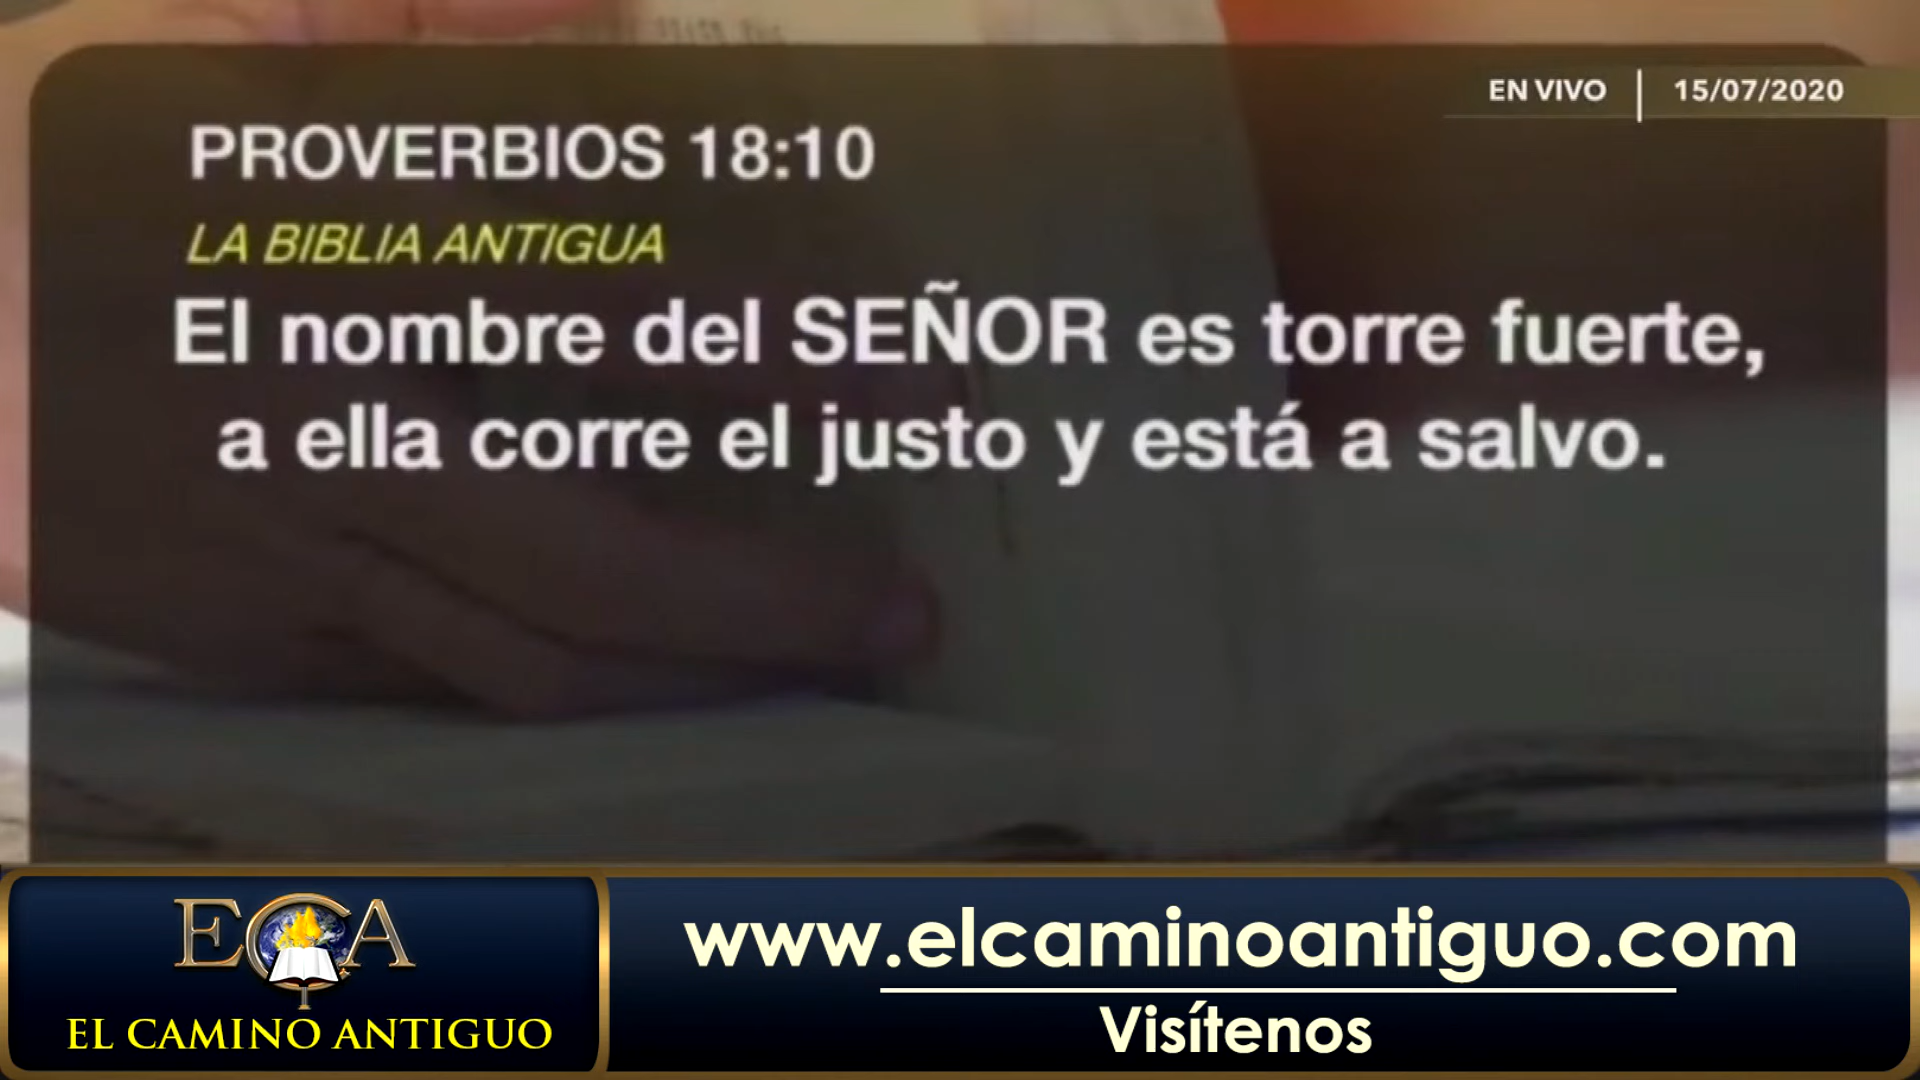 EN VIVO | 15/07/2020
PROVERBIOS 18:10
LA BIBLIA ANTIGUA
El nombre del SEÑOR es torre fuerte,
a ella corre el justo y está a salvo.
ECA
EL CAMINO ANTIGUO
www.elcaminoantiguo.com
Visítenos